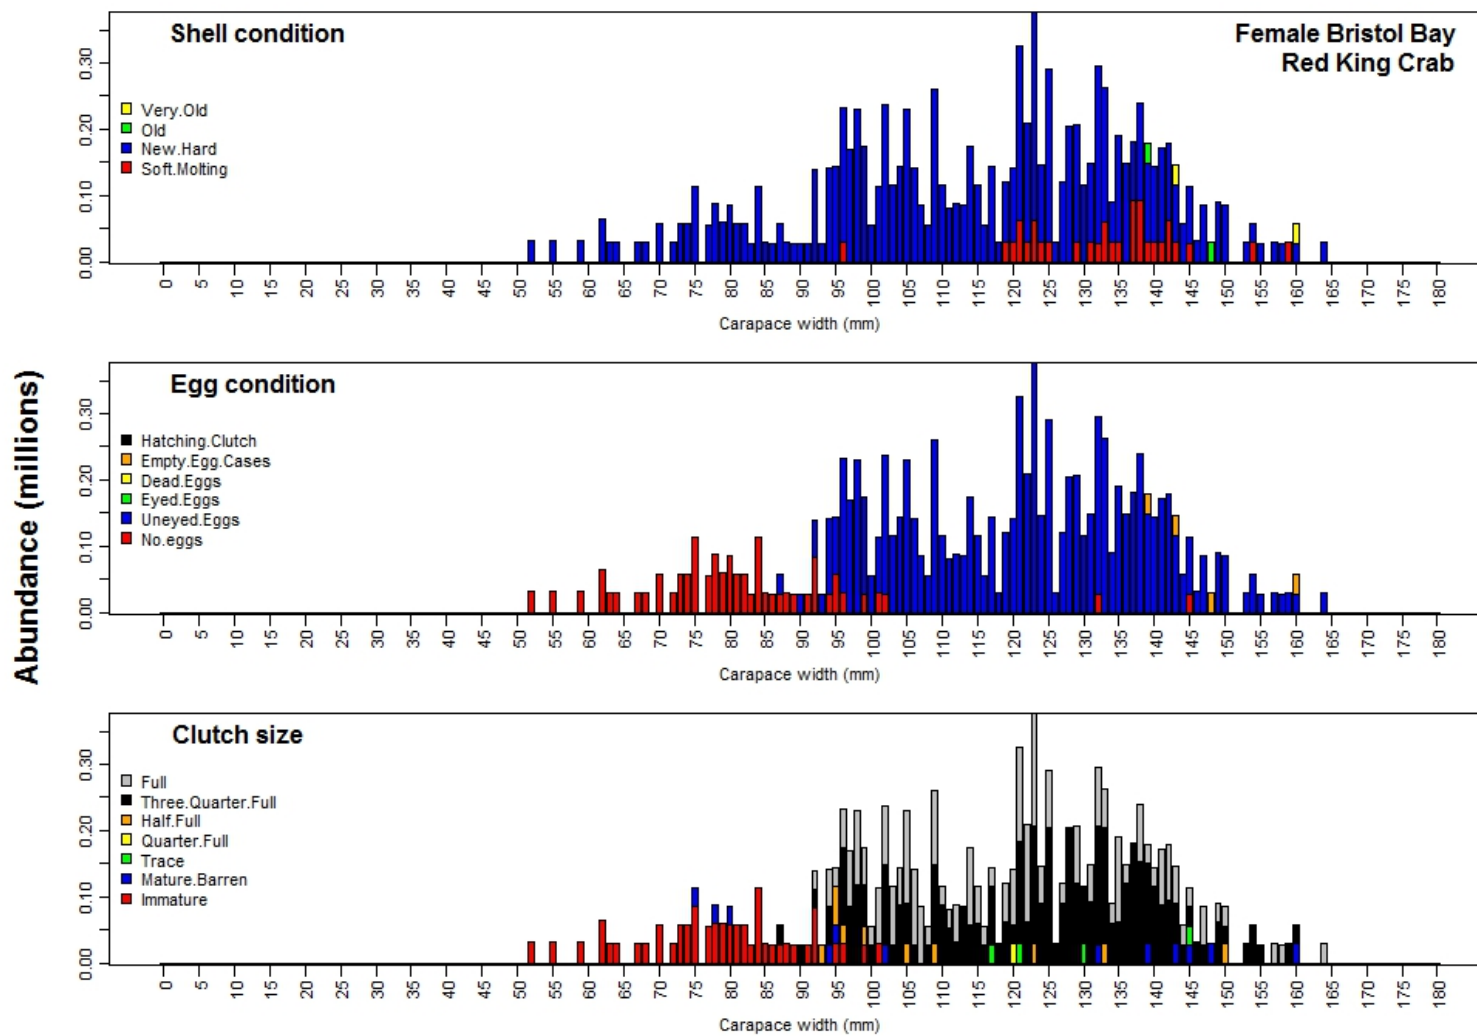 Shell condition
Female Bristol Bay
Red King Crab
Very.Old
Old
New.Hard
Soft.Molting
0.00 0.10 0.20 0.30
0 5 10 15 20 25 30 35 40 45 50 55 60 65 70 75 80 85 90 95 100 105 110 115 120 125 130 135 140 145 150 155 160 165 170 175 180
Carapace width (mm)
Abundance (millions)
Egg condition
Hatching.Clutch
Empty.Egg.Cases
Dead.Eggs
Eyed.Eggs
Uneyed.Eggs
No.eggs
0.00 0.10 0.20 0.30
0 5 10 15 20 25 30 35 40 45 50 55 60 65 70 75 80 85 90 95 100 105 110 115 120 125 130 135 140 145 150 155 160 165 170 175 180
Carapace width (mm)
Clutch size
Full
Three.Quarter.Full
Half.Full
Quarter.Full
Trace
Mature.Barren
Immature
0.00 0.10 0.20 0.30
0 5 10 15 20 25 30 35 40 45 50 55 60 65 70 75 80 85 90 95 100 105 110 115 120 125 130 135 140 145 150 155 160 165 170 175 180
Carapace width (mm)